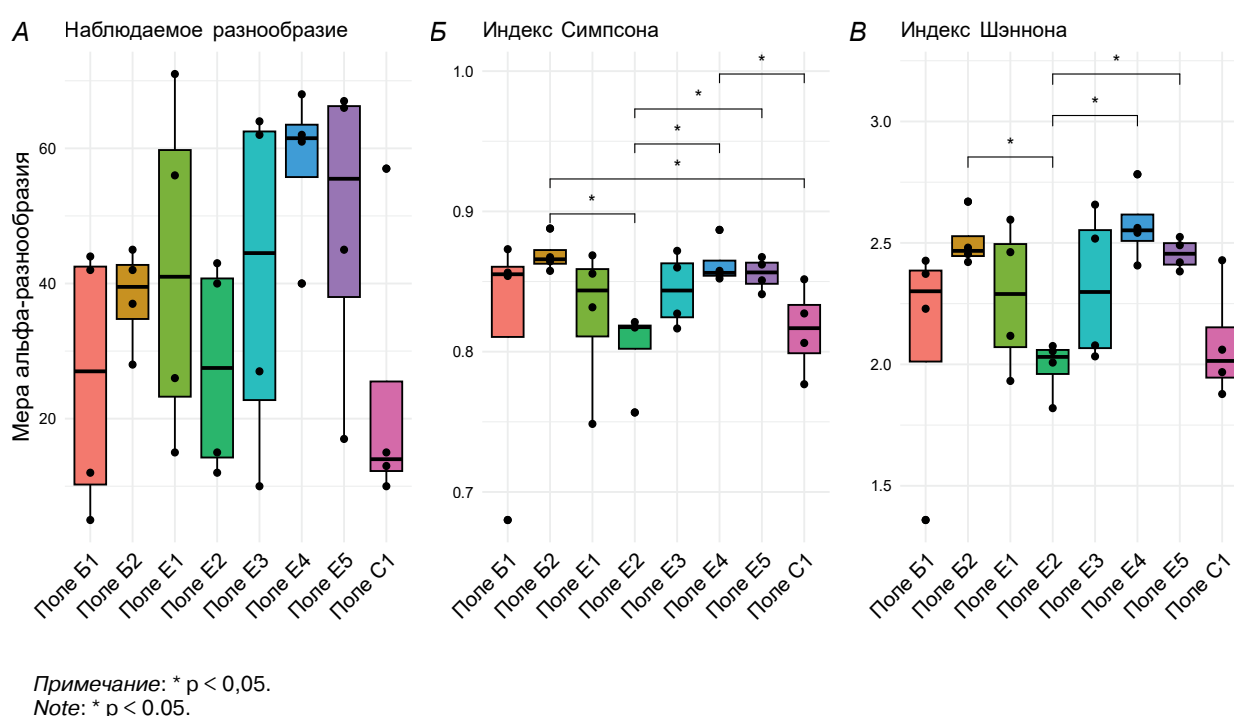 А Наблюдаемое разнообразие
Мера альфа-разнообразия
60
40
20
Поле Б1
Поле Б2
Поле Е1
Поле Е2
Поле Е3
Поле Е4
Поле Е5
Поле С1
Б Индекс Симпсона
1.0
0.9
0.8
0.7
*
*
*
*
*
Поле Б1
Поле Б2
Поле Е1
Поле Е2
Поле Е3
Поле Е4
Поле Е5
Поле С1
В Индекс Шэннона
3.0
2.5
2.0
1.5
*
*
*
Поле Б1
Поле Б2
Поле Е1
Поле Е2
Поле Е3
Поле Е4
Поле Е5
Поле С1
Примечание: * p < 0,05.
Note: * p < 0.05.